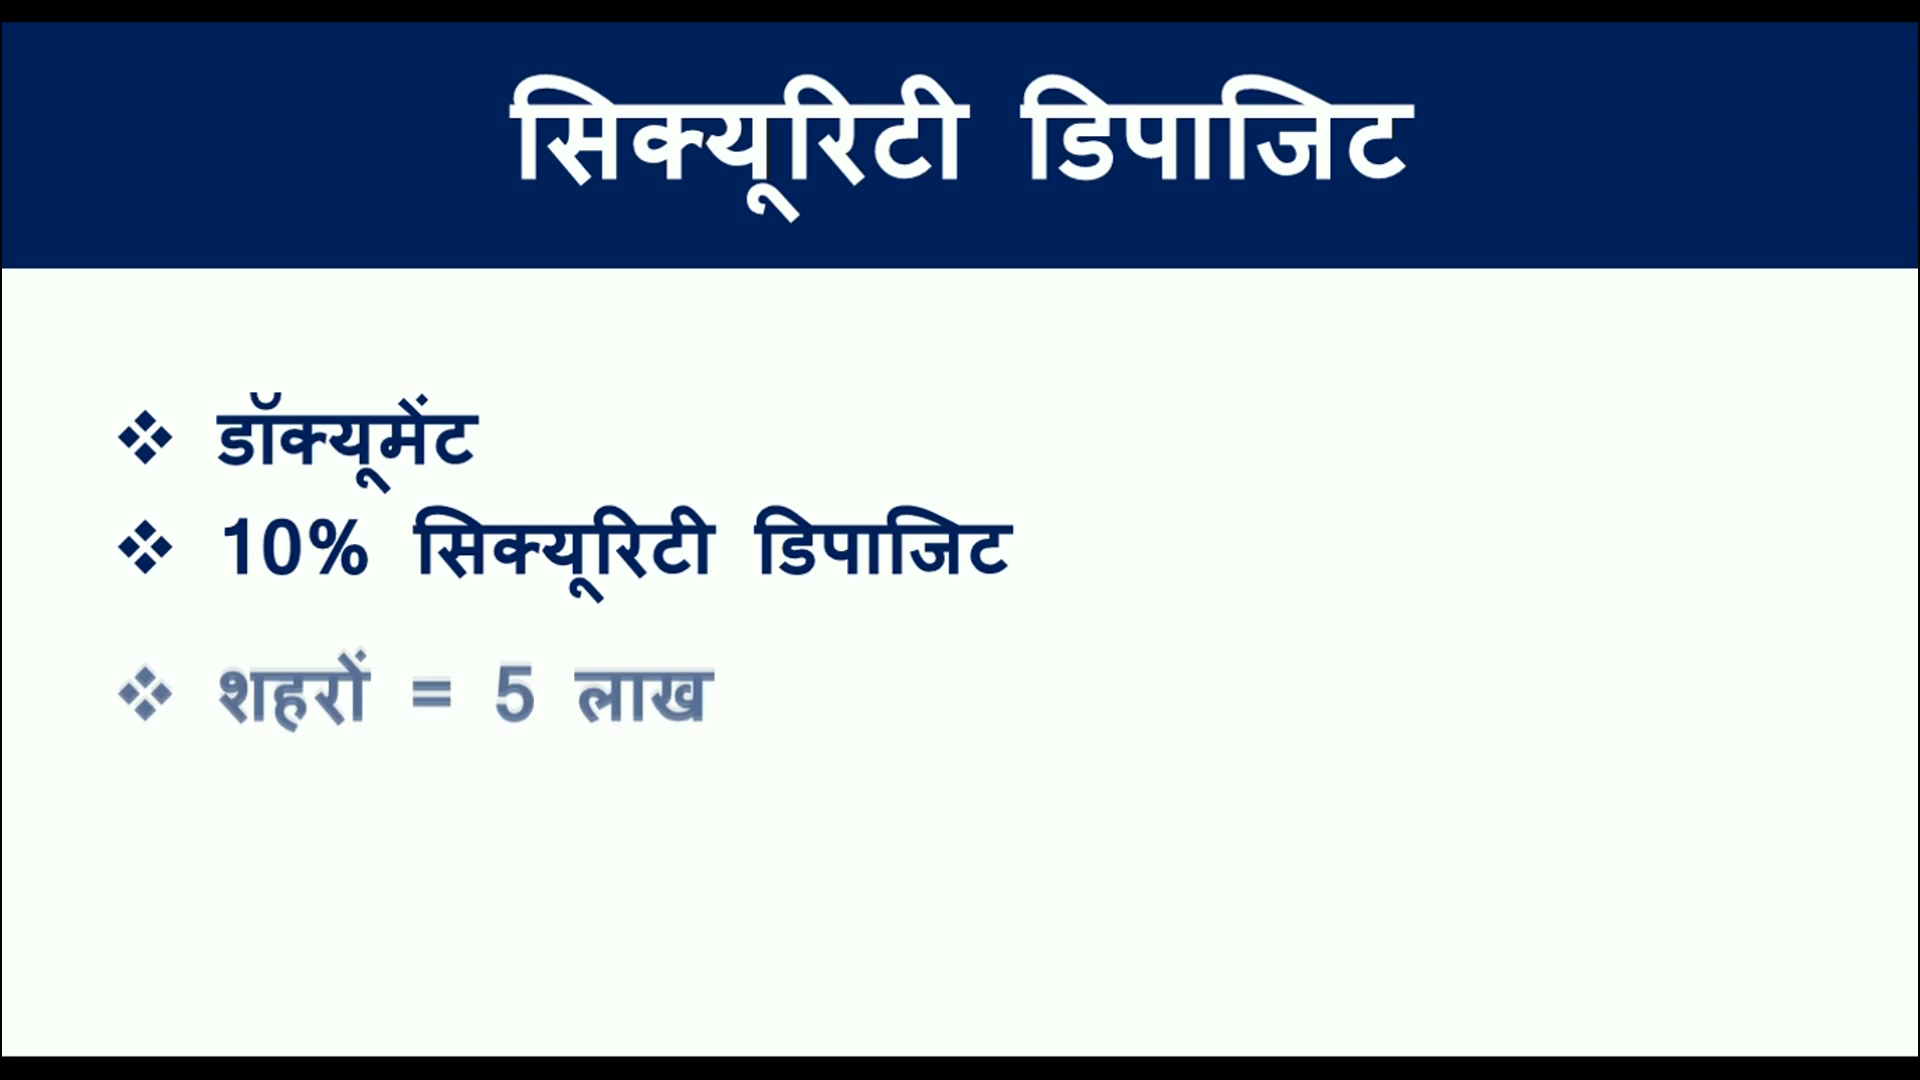 सिक्यूरिटी डिपाजिट
❖ डॉक्यूमेंट
❖ 10% सिक्यूरिटी डिपाजिट
❖ शहरों = 5 लाख